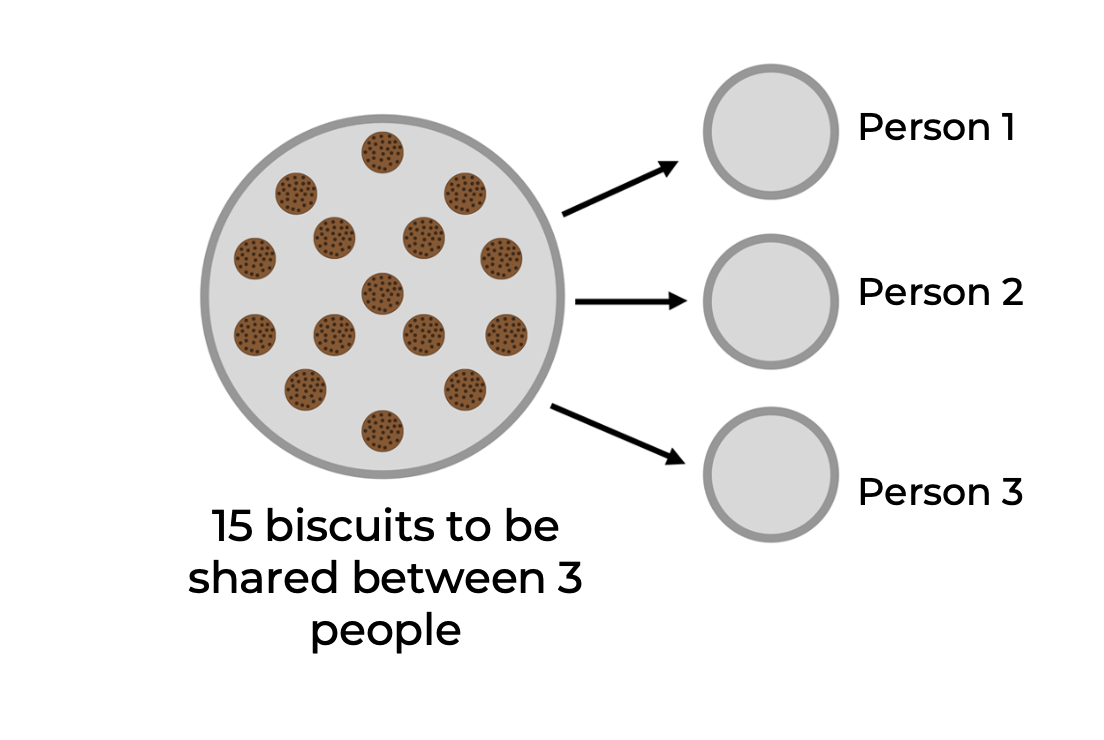 Person 1
Person 2
Person 3
15 biscuits to be
shared between 3
people